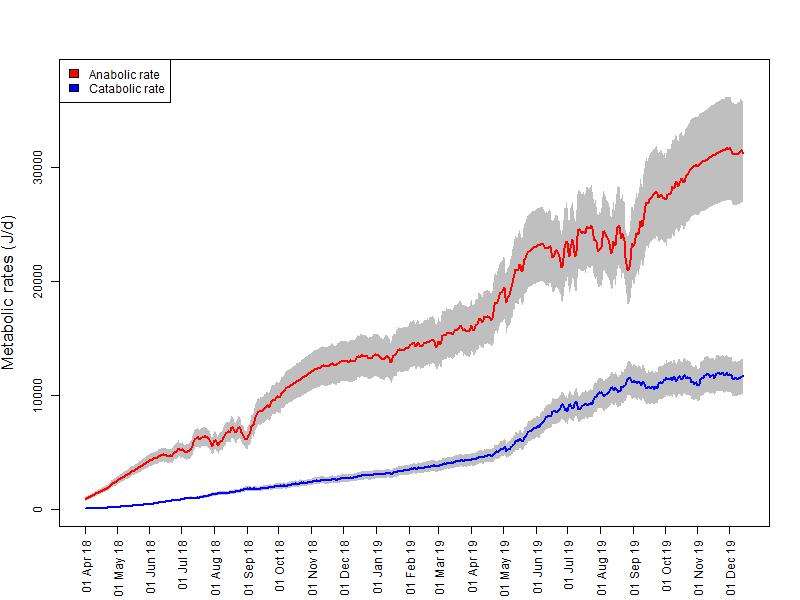 Anabolic rate
Catabolic rate
Metabolic rates (J/d)
30000
20000
10000
0
01 Apr 18
01 May 18
01 Jun 18
01 Jul 18
01 Aug 18
01 Sep 18
01 Oct 18
01 Nov 18
01 Dec 18
01 Jan 19
01 Feb 19
01 Mar 19
01 Apr 19
01 May 19
01 Jun 19
01 Jul 19
01 Aug 19
01 Sep 19
01 Oct 19
01 Nov 19
01 Dec 19